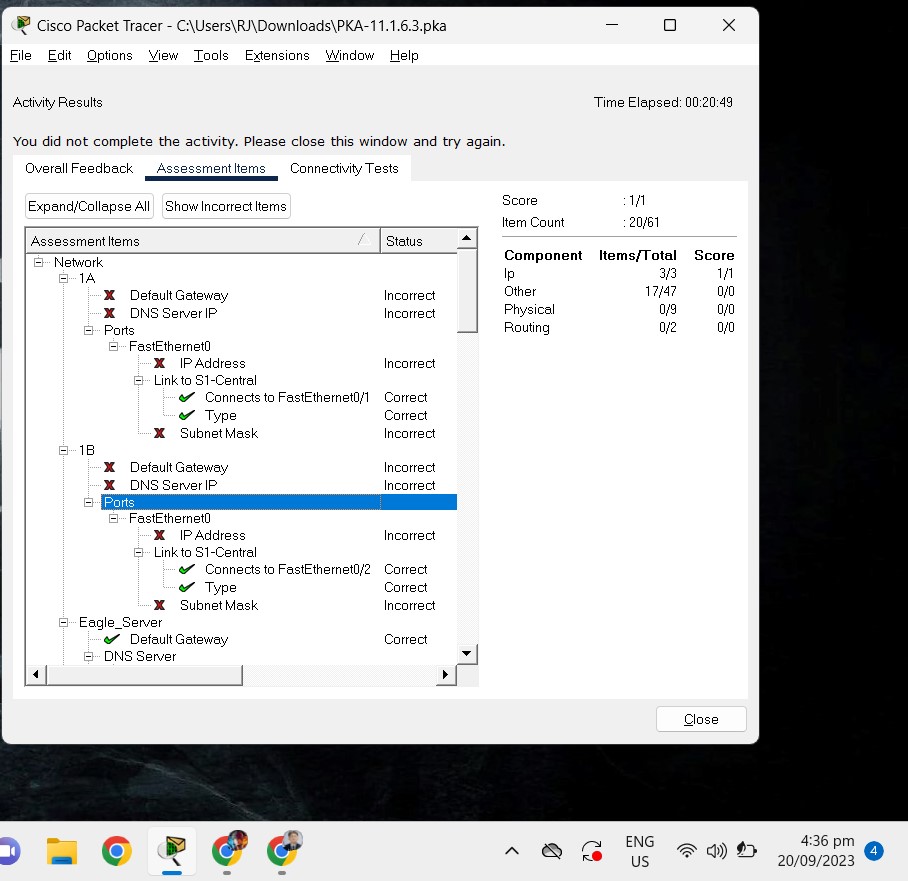 Cisco Packet Tracer - C:\Users\RJ\Downloads\PKA-11.1.6.3.pka
File Edit Options View Tools Extensions Window Help
Activity Results
Time Elapsed: 00:20:49
You did not complete the activity. Please close this window and try again.
Overall Feedback Assessment Items Connectivity Tests
Expand/Collapse All Show Incorrect Items
Assessment Items Status
Network
1A
Default Gateway Incorrect
DNS Server IP Incorrect
Ports
FastEthernet0
IP Address Incorrect
Link to S1-Central
Connects to FastEthernet0/1 Correct
Type Correct
Subnet Mask Incorrect
1B
Default Gateway Incorrect
DNS Server IP Incorrect
Ports
FastEthernet0
IP Address Incorrect
Link to S1-Central
Connects to FastEthernet0/2 Correct
Type Correct
Subnet Mask Incorrect
Eagle_Server
Default Gateway Correct
DNS Server
Score : 1/1
Item Count : 20/61
Component Items/Total Score
Ip 3/3 1/1
Other 17/47 0/0
Physical 0/9 0/0
Routing 0/2 0/0
Close
ENG
US
4:36 pm
20/09/2023
4